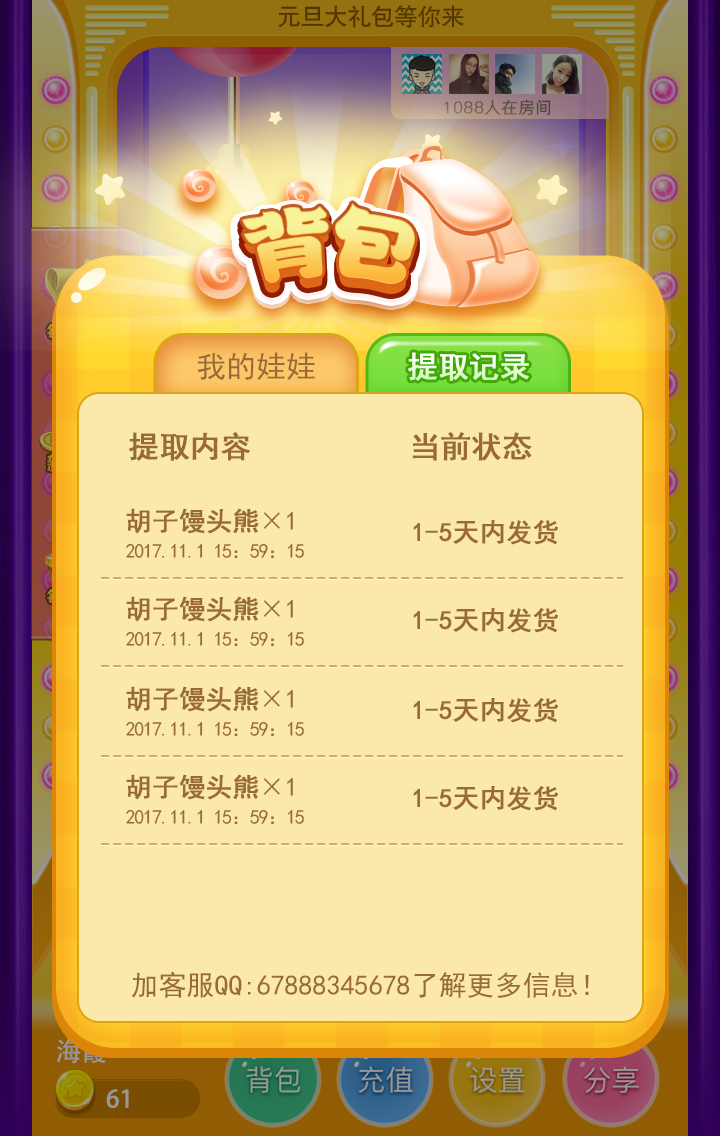 元旦大礼包等你来
1088人在房间
背包
我的娃娃
提取记录
提取内容
当前状态
胡子馒头熊×1
2017.11.1 15：59：15
1-5天内发货
胡子馒头熊×1
2017.11.1 15：59：15
1-5天内发货
胡子馒头熊×1
2017.11.1 15：59：15
1-5天内发货
胡子馒头熊×1
2017.11.1 15：59：15
1-5天内发货
加客服QQ:67888345678了解更多信息！
海霞
61
背包
充值
设置
分享